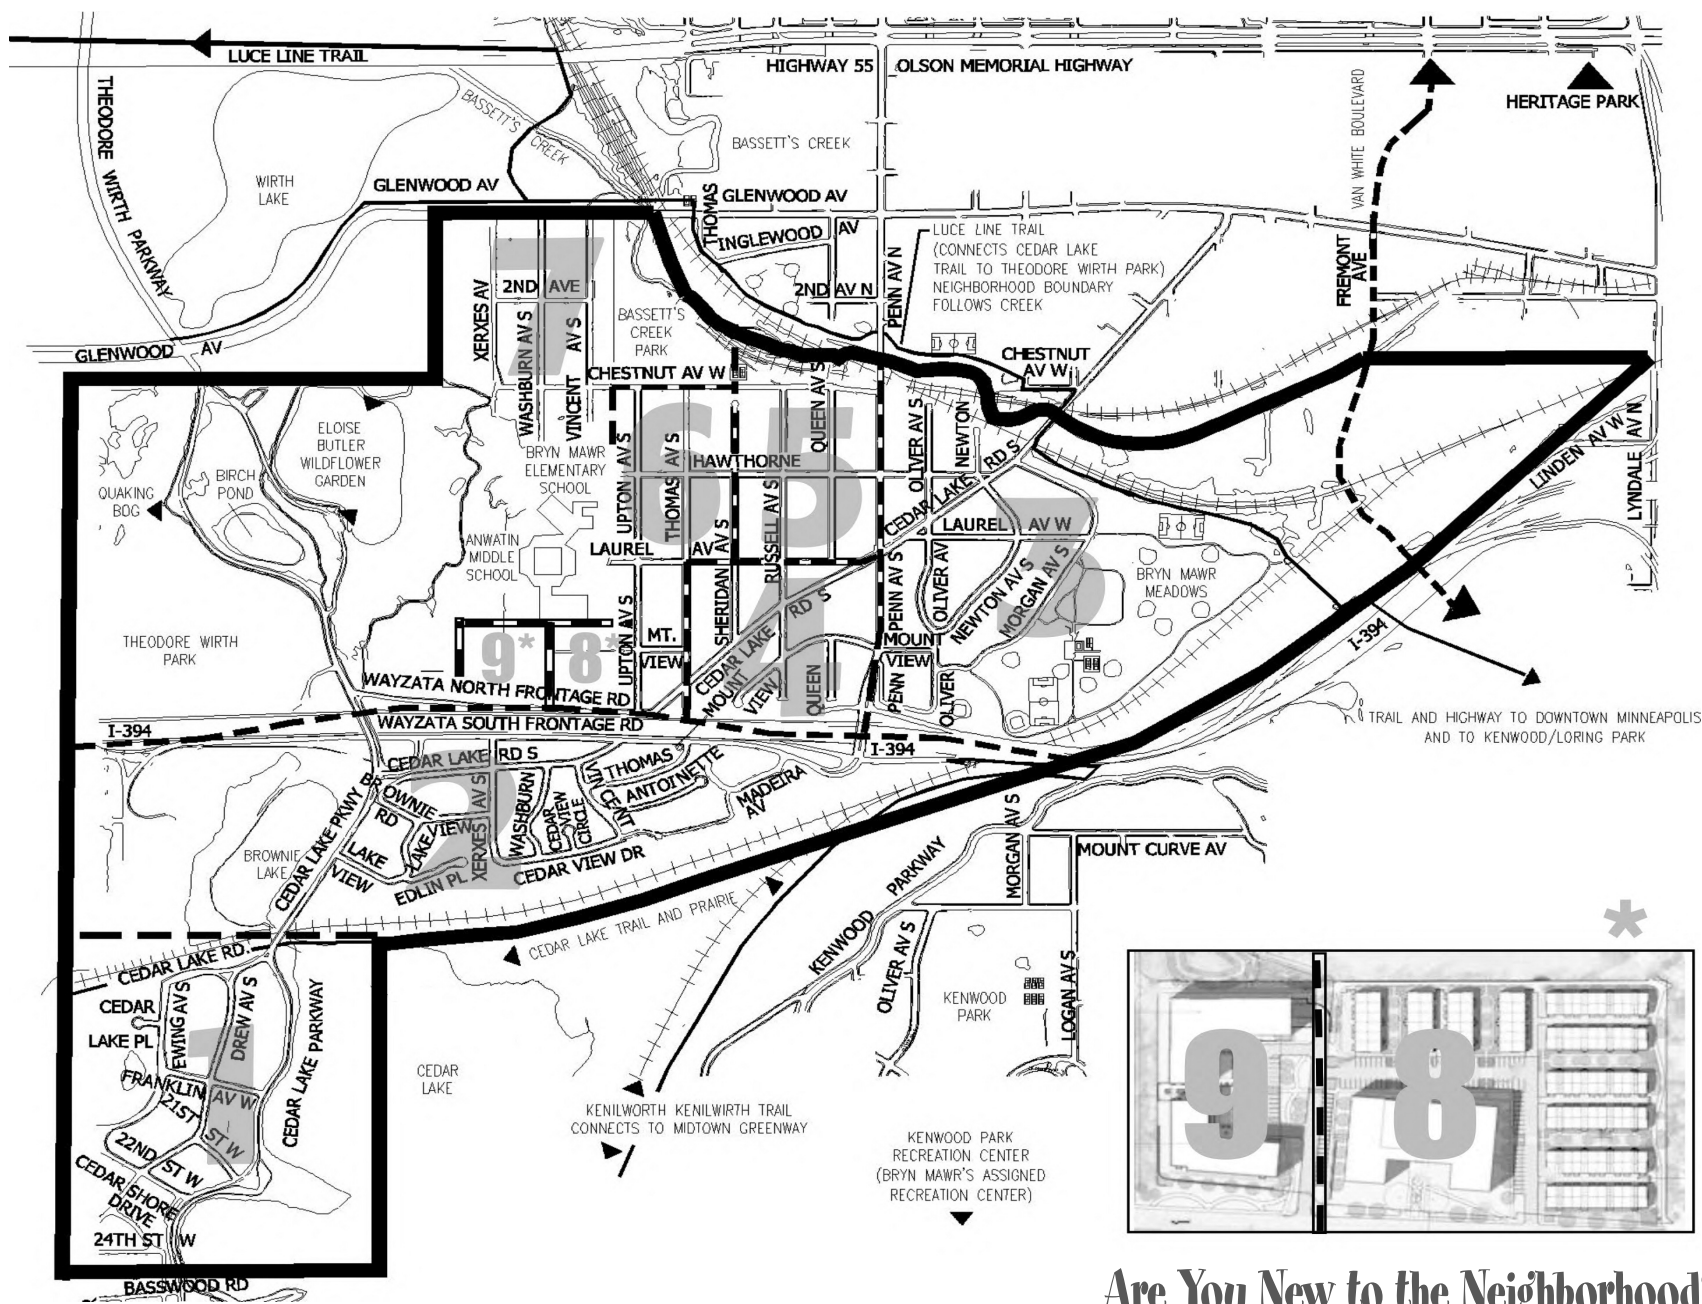 LUCE LINE TRAIL
HIGHWAY 55
OLSON MEMORIAL HIGHWAY
HERITAGE PARK
THEODORE WIRTH PARKWAY
BASSETT'S
CREEK
BASSETT'S CREEK
VAN WHITE BOULEVARD
WIRTH
LAKE
GLENWOOD AV
GLENWOOD AV
THOMAS
INGLEWOOD AV
2ND AV N
PENN AV N
LUCE LINE TRAIL
(CONNECTS CEDAR LAKE
TRAIL TO THEODORE WIRTH PARK)
NEIGHBORHOOD BOUNDARY
FOLLOWS CREEK
FREMONT
AVE
7
XERXES AV
2ND AVE
WASHBURN AV S
VINCENT AV S
BASSETT'S
CREEK
PARK
GLENWOOD AV
CHESTNUT AV W
CHESTNUT
AV W
QUEEN AV S
ELOISE
BUTLER
WILDFLOWER
GARDEN
BIRCH
POND
QUAKING
BOG
BRYN MAWR
ELEMENTARY
SCHOOL
UPTON AV S
THOMAS AV S
HAWTHORNE
6
5
OLIVER AV S
NEWTON
CEDAR LAKE RD S
LINDEN AV W
LYNDALE AV N
ANWATIN
MIDDLE
SCHOOL
LAUREL AV
SHERIDAN AV S
RUSSELL AV S
LAUREL AV W
3
PENN AV S
OLIVER AV
NEWTON AV S
MORGAN AV S
BRYN MAWR
MEADOWS
THEODORE WIRTH
PARK
9*
8*
UPTON AV S
MT.
VIEW
CEDAR LAKE RD S
4
MOUNT
VIEW
QUEEN
MOUNT
VIEW
PENN
OLIVER
I-394
WAYZATA NORTH FRONTAGE RD
WAYZATA SOUTH FRONTAGE RD
I-394
I-394
TRAIL AND HIGHWAY TO DOWNTOWN MINNEAPOLIS
AND TO KENWOOD/LORING PARK
CEDAR LAKE RD S
2
BROWNIE
RD
CEDAR LAKE PKWY
LAKE VIEW
LAKE
VIEW
XERXES AV S
WASHBURN
CEDAR
VIEW
CIRCLE
VINCENT
THOMAS
ANTOINETTE
MADEIRA
AV
EDLIN PL
CEDAR VIEW DR
BROWNIE
LAKE
MORGAN AV S
MOUNT CURVE AV
KENWOOD PARKWAY
OLIVER AV S
LOGAN AV S
KENWOOD
PARK
CEDAR LAKE TRAIL AND PRAIRIE
CEDAR LAKE RD.
CEDAR
LAKE PL
EWING AV S
DREW AV S
CEDAR LAKE PARKWAY
1
FRANKLIN AV W
21ST ST W
22ND ST W
CEDAR SHORE
DRIVE
24TH ST W
BASSWOOD RD
CEDAR
LAKE
KENILWORTH KENILWIRTH TRAIL
CONNECTS TO MIDTOWN GREENWAY
KENWOOD PARK
RECREATION CENTER
(BRYN MAWR'S ASSIGNED
RECREATION CENTER)
*
9
8
Are You New to the Neighborhood